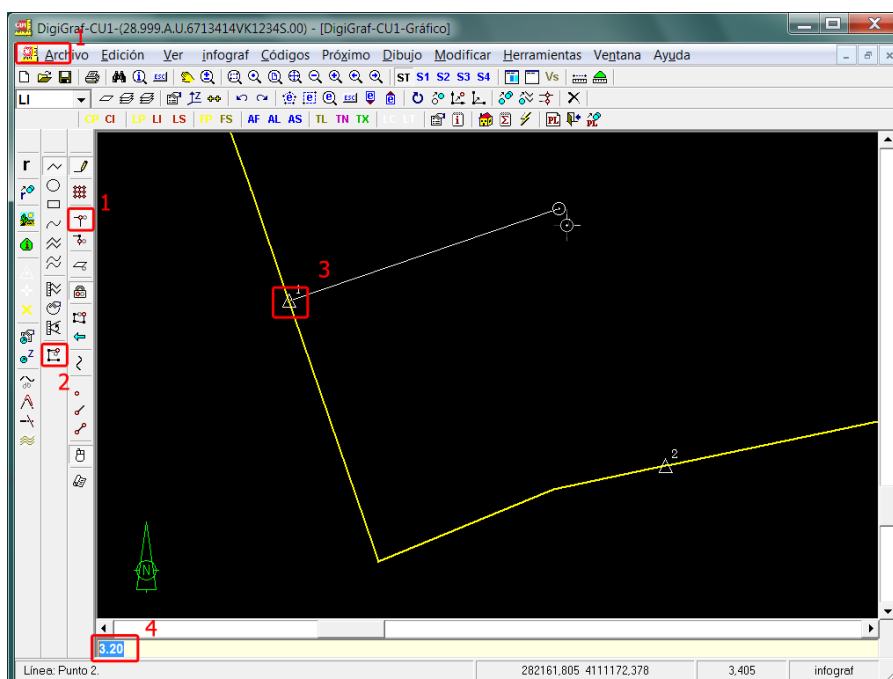 DigiGraf-CU1-(28.999.A.U.6713414VK1234S.00) - [DigiGraf-CU1-Gráfico]
1
Archivo Edición Ver infograf Códigos Próximo Dibujo Modificar Herramientas Ventana Ayuda
ST S1 S2 S3 S4 Vs
LI
CP CI LP LI LS FP FS AF AL AS TL TN TX LC LT PL PL
r
r
1
3
1
Z
2
2
N
4
3.20
Línea: Punto 2.
282161,805 4111172,378
3,405
infograf